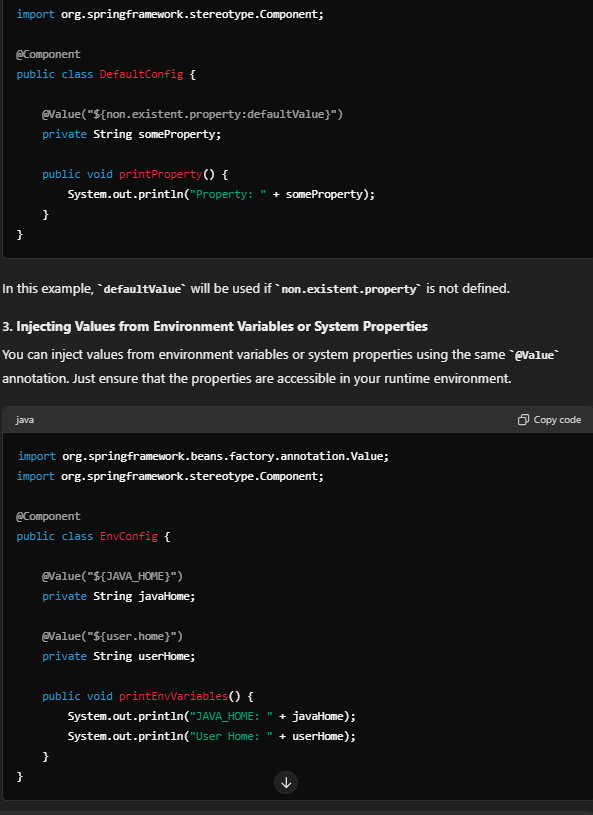 import org.springframework.stereotype.Component;
@Component
public class DefaultConfig {
@Value("${non.existent.property:defaultValue}")
private String someProperty;
public void printProperty() {
System.out.println("Property: " + someProperty);
}
}
In this example, `defaultValue` will be used if `non.existent.property` is not defined.
3. Injecting Values from Environment Variables or System Properties
You can inject values from environment variables or system properties using the same `@Value`
annotation. Just ensure that the properties are accessible in your runtime environment.
java
Copy code
import org.springframework.beans.factory.annotation.Value;
import org.springframework.stereotype.Component;
@Component
public class EnvConfig {
@Value("${JAVA_HOME}")
private String javaHome;
@Value("${user.home}")
private String userHome;
public void printEnvVariables() {
System.out.println("JAVA_HOME: " + javaHome);
System.out.println("User Home: " + userHome);
}
}